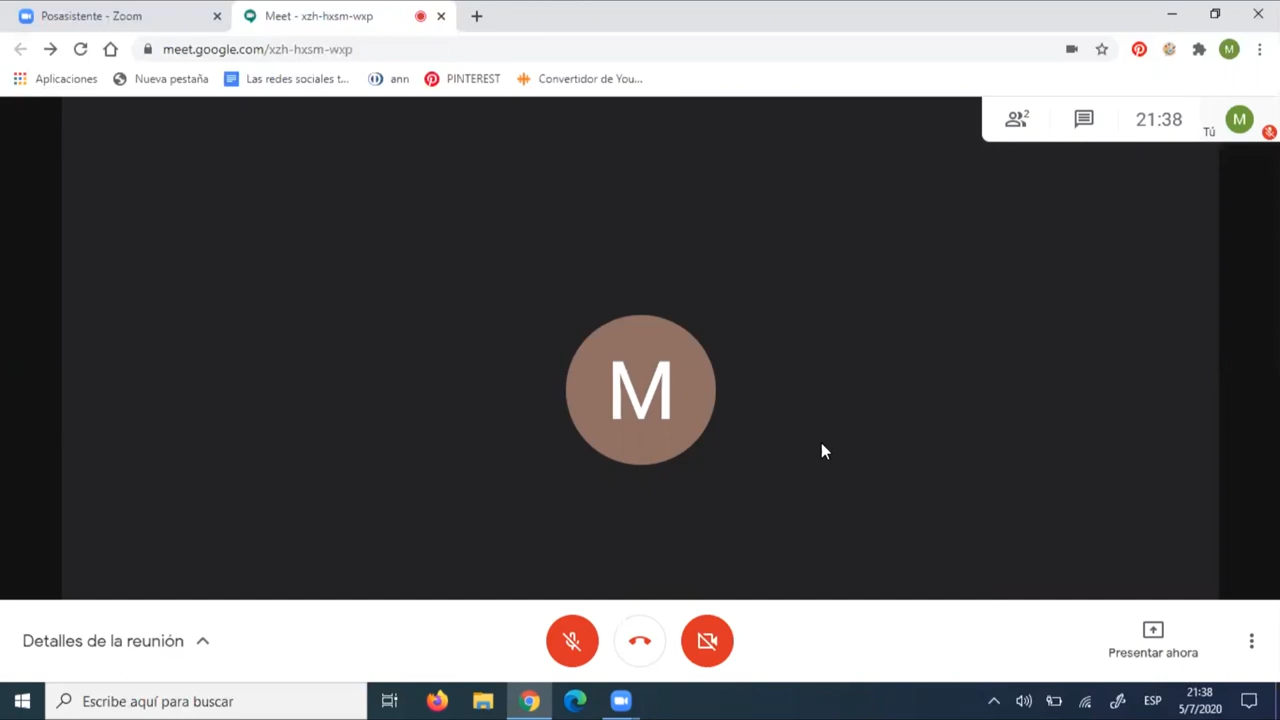 Posasistente - Zoom
Meet - xzh-hxsm-wxp
meet.google.com/xzh-hxsm-wxp
M
Aplicaciones
Nueva pestaña
Las redes sociales t...
ann
PINTEREST
Convertidor de You...
2
21:38
Tú
M
M
Detalles de la reunión
Presentar ahora
Escribe aquí para buscar
ESP
21:38
5/7/2020